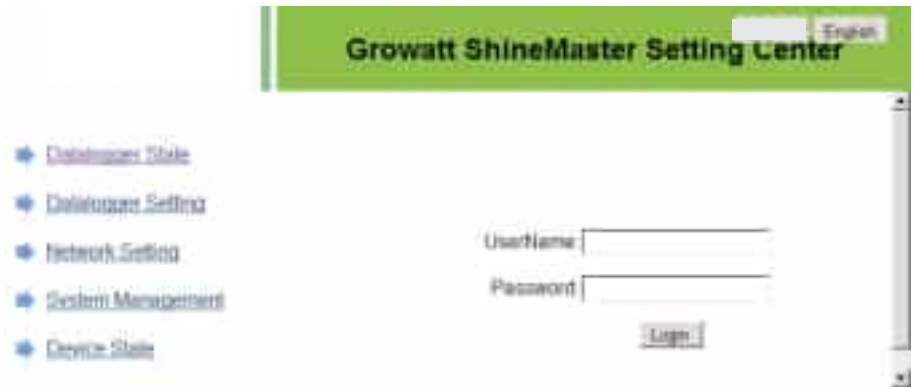 English
Growatt ShineMaster Setting Center
Datalogger State
Datalogger Setting
Network Setting
System Management
Device State
UserName
Password
Login